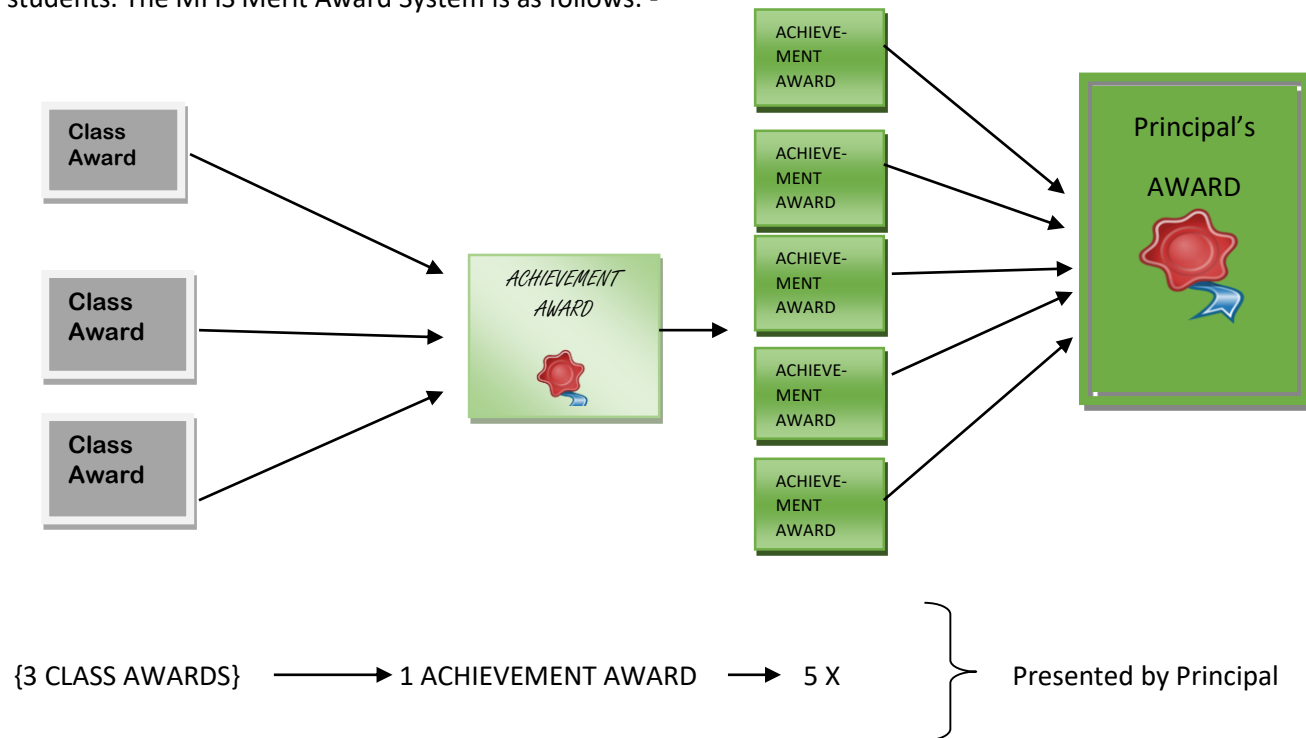 students. The MPIS Merit Award System is as follows: -
Class
Award
Class
Award
Class
Award
ACHIEVEMENT
AWARD
ACHIEVE-
MENT
AWARD
ACHIEVE-
MENT
AWARD
ACHIEVE-
MENT
AWARD
ACHIEVE-
MENT
AWARD
ACHIEVE-
MENT
AWARD
Principal’s
AWARD
{3 CLASS AWARDS} 1 ACHIEVEMENT AWARD 5 X Presented by Principal